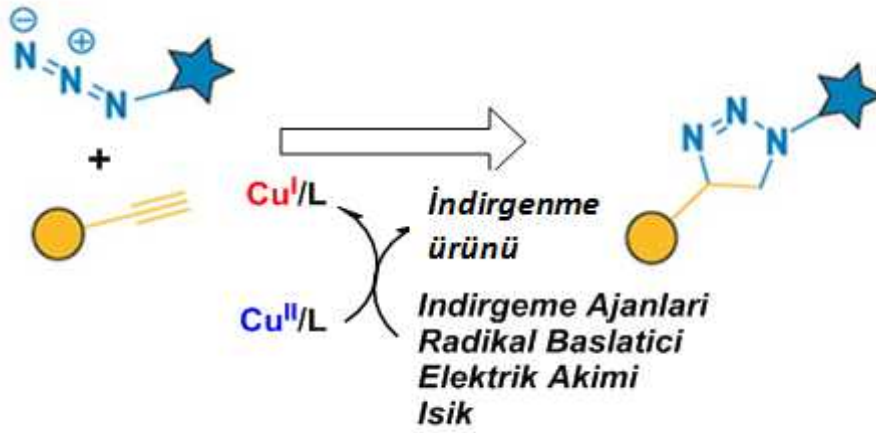 ⊖ ⊕
N=N=N
+
Cu^I/L
Cu^II/L
İndirgenme
ürünü
Indirgeme Ajanlari
Radikal Baslatici
Elektrik Akimi
Isik
N=N
N